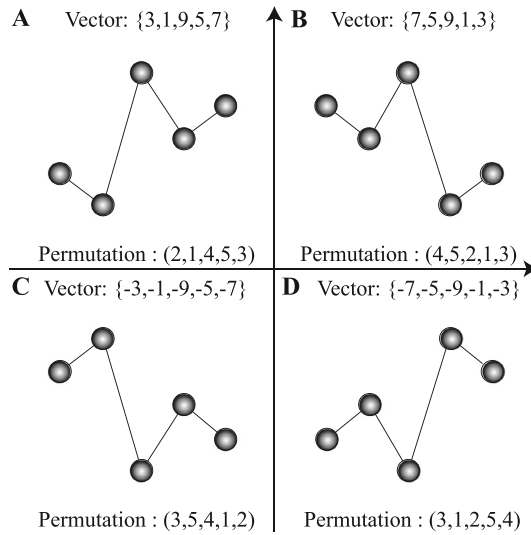 A Vector: {3,1,9,5,7}
Permutation : (2,1,4,5,3)
B Vector: {7,5,9,1,3}
Permutation : (4,5,2,1,3)
C Vector: {-3,-1,-9,-5,-7}
Permutation : (3,5,4,1,2)
D Vector: {-7,-5,-9,-1,-3}
Permutation : (3,1,2,5,4)